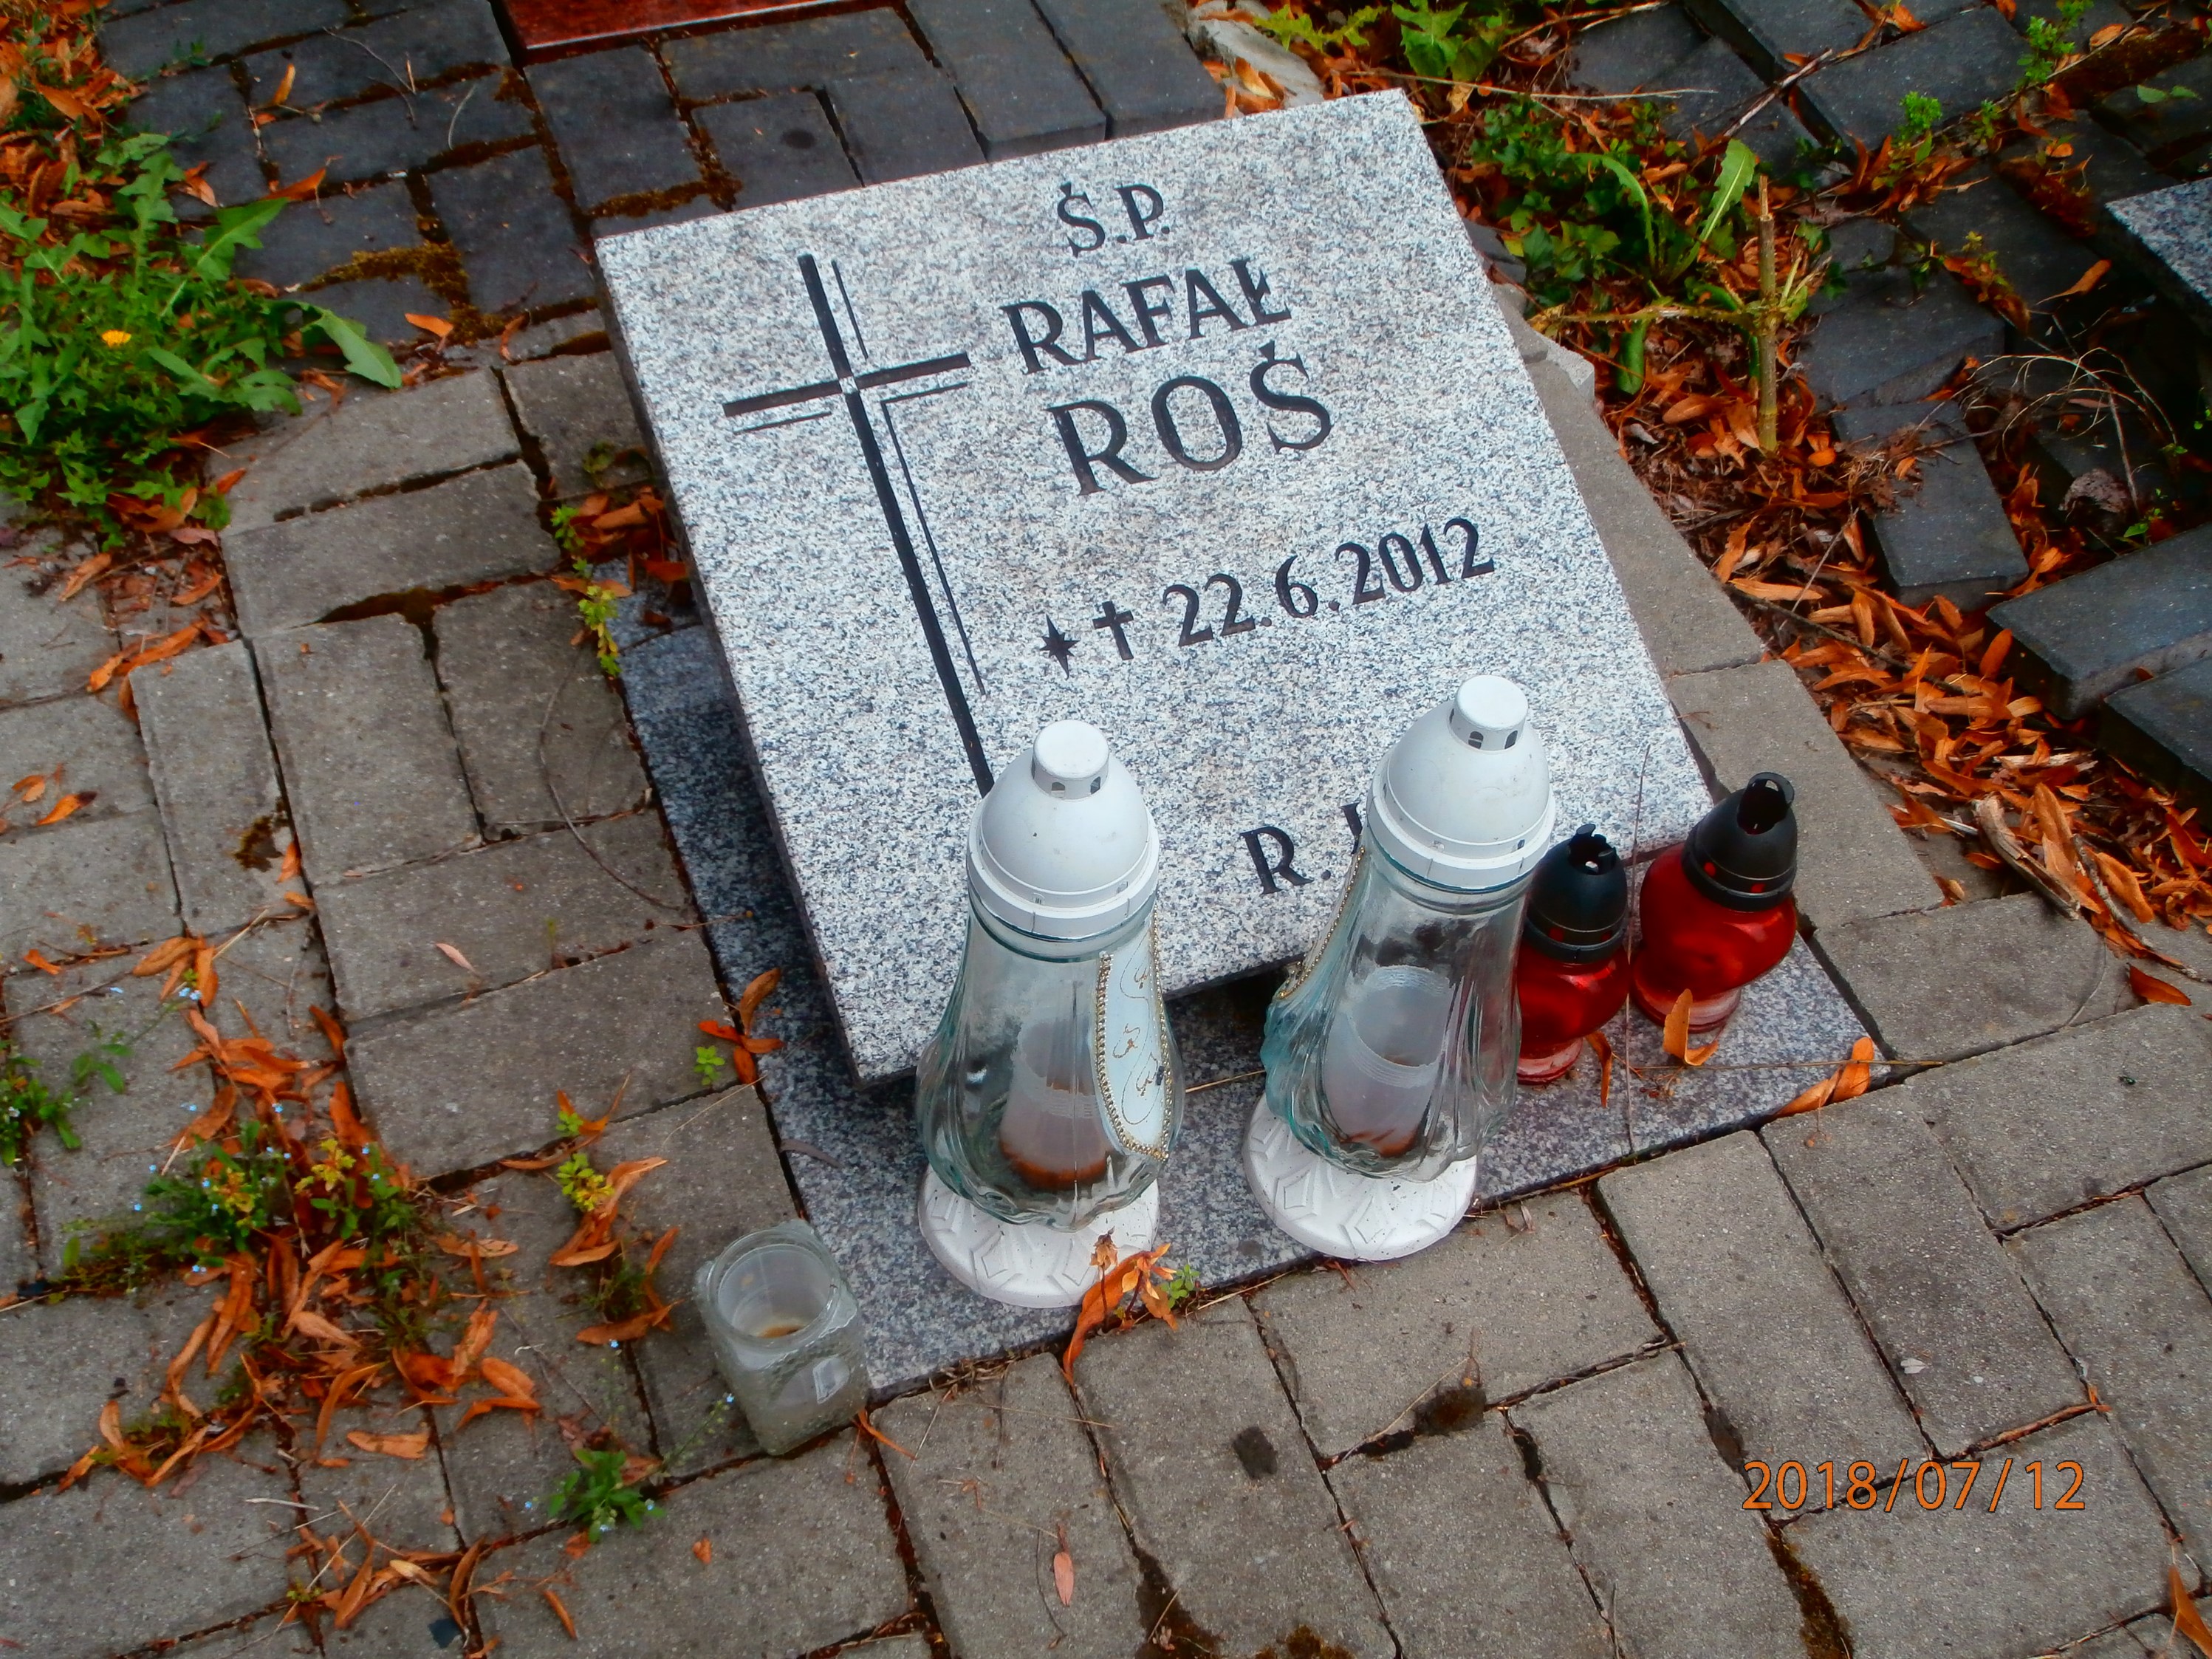 Ś.P.
RAFAŁ
ROŚ
22.6.2012
R.
2018/07/12